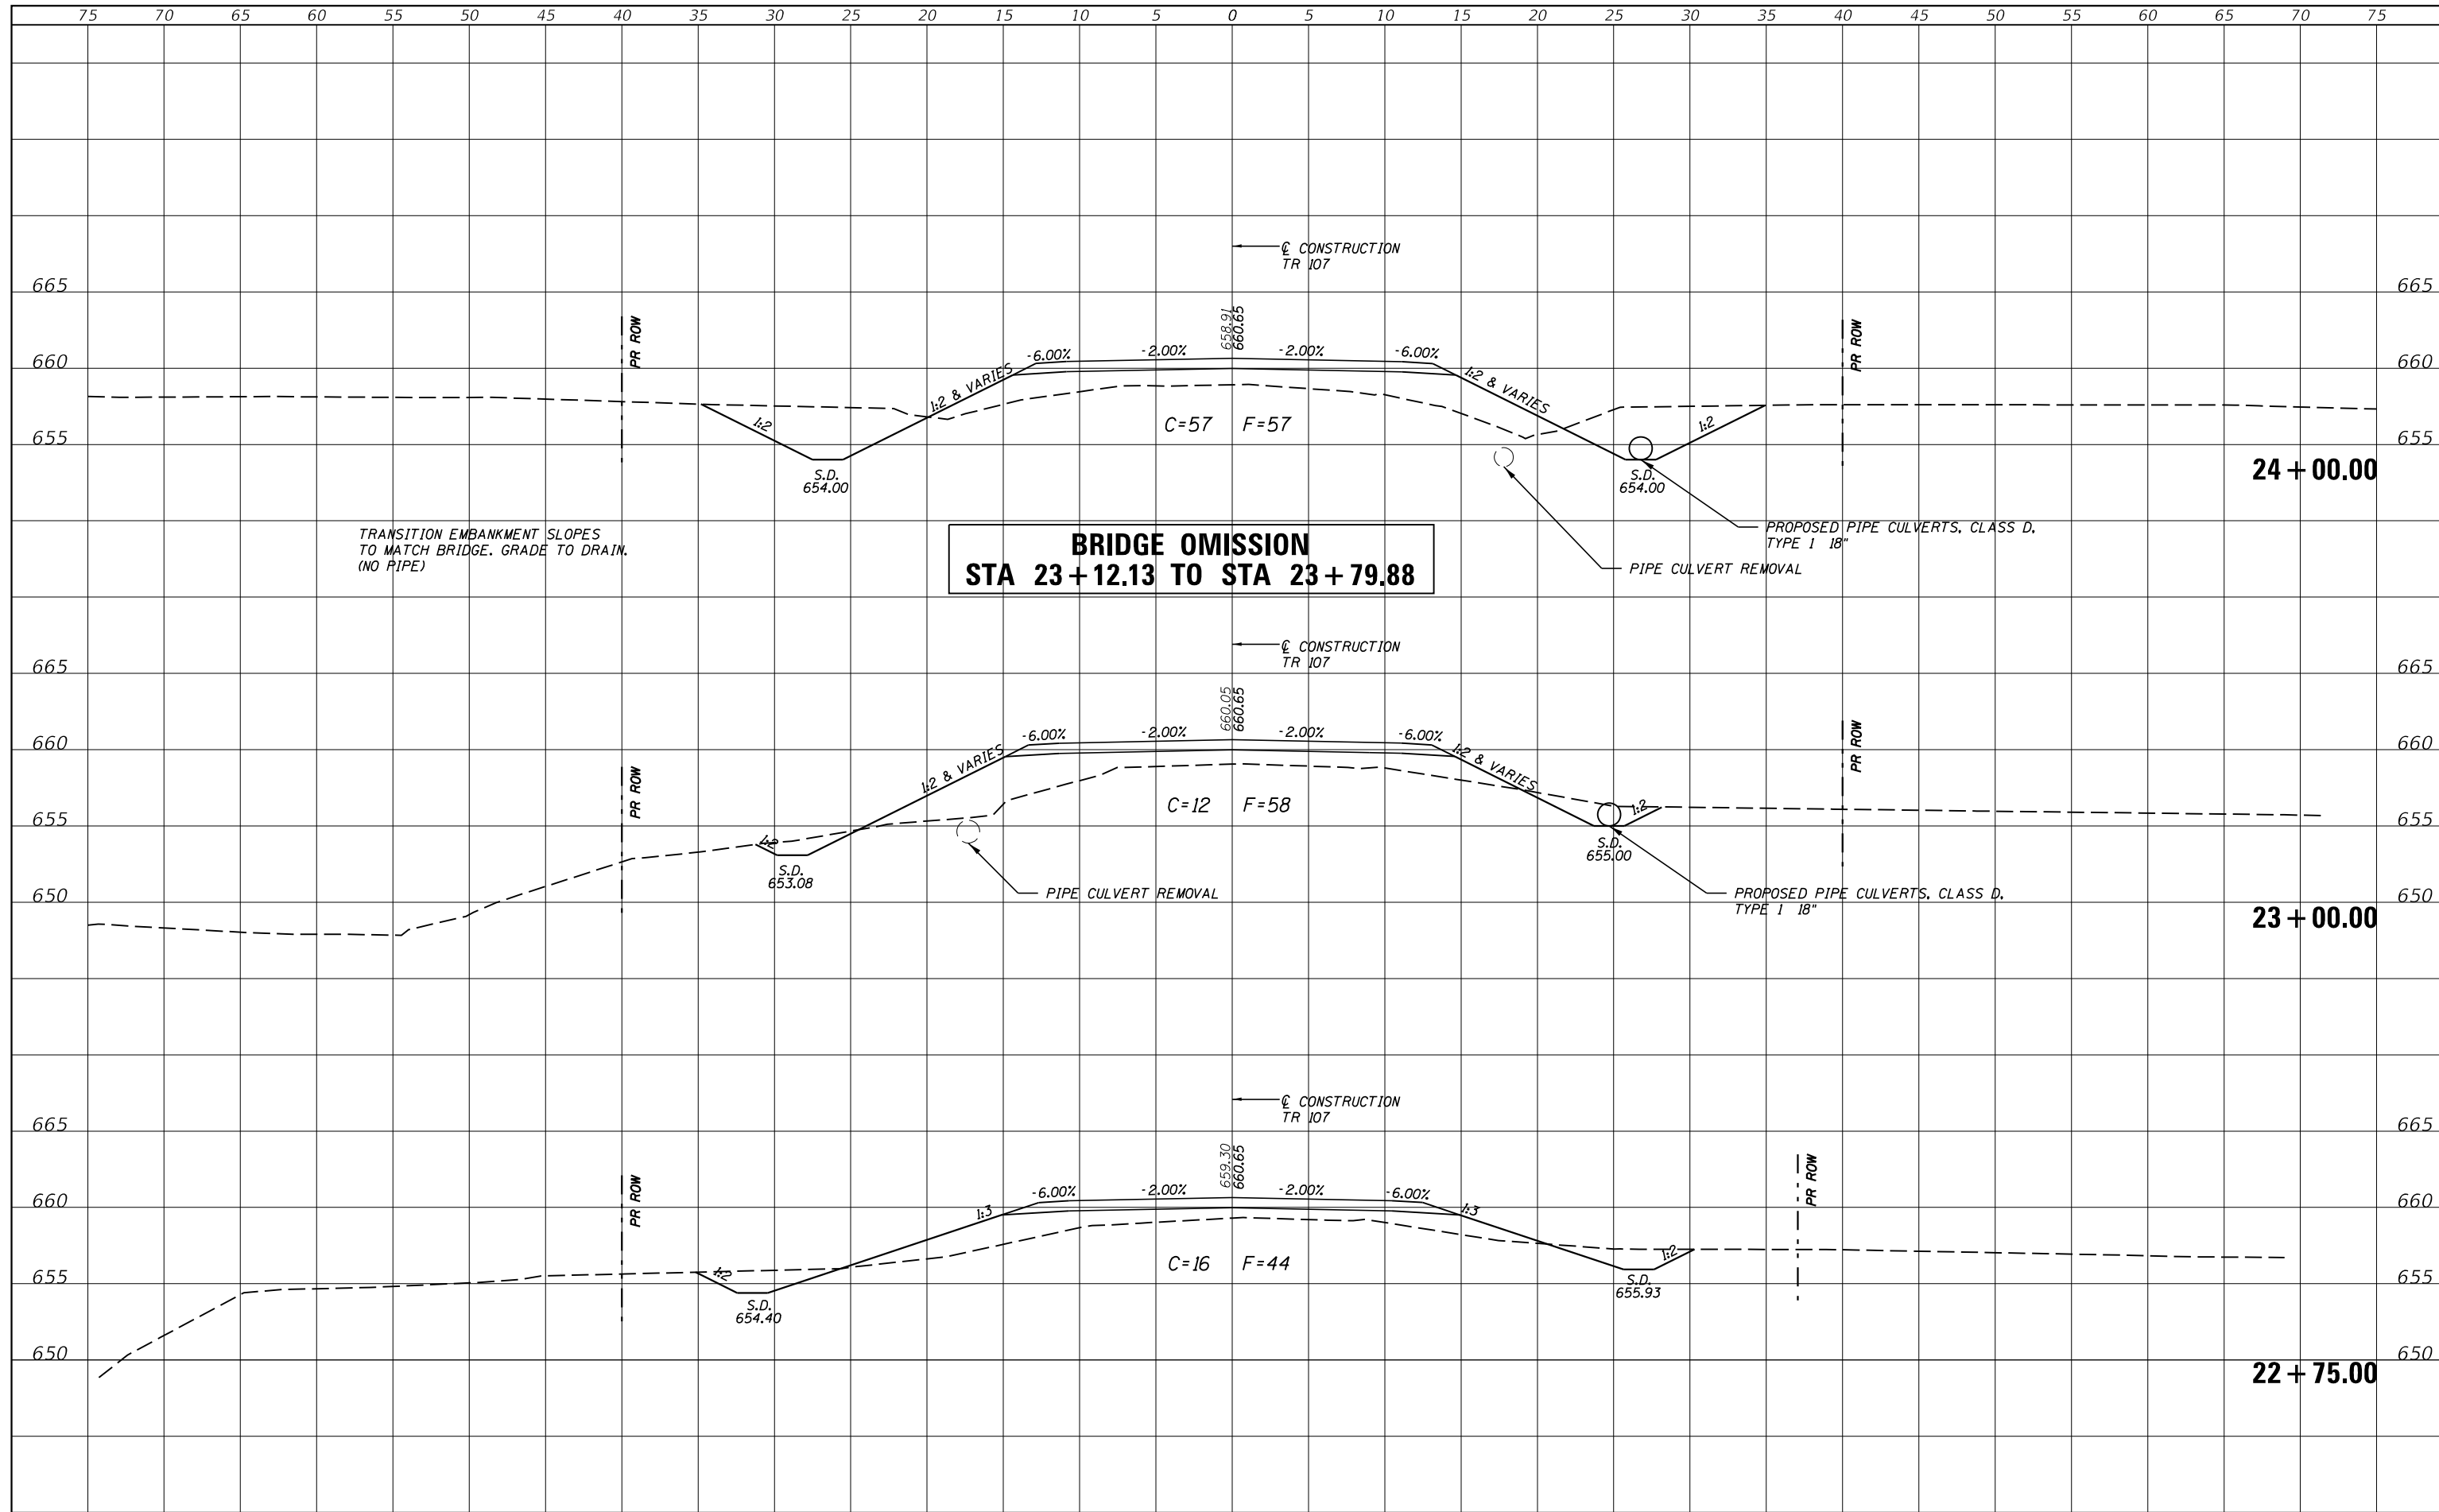 75 70 65 60 55 50 45 40 35 30 25 20 15 10 5 0 5 10 15 20 25 30 35 40 45 50 55 60 65 70 75
℄ CONSTRUCTION
TR 107
665 665
658.91
660.65
PR ROW PR ROW
-6.00% -2.00% -2.00% -6.00%
660 660
1:2 & VARIES 1:2 & VARIES
1:2 1:2
C=57 F=57
655 655
24+00.00
S.D.
654.00
S.D.
654.00
TRANSITION EMBANKMENT SLOPES
TO MATCH BRIDGE. GRADE TO DRAIN.
(NO PIPE)
BRIDGE OMISSION
STA 23+12.13 TO STA 23+79.88
PROPOSED PIPE CULVERTS, CLASS D,
TYPE 1 18"
PIPE CULVERT REMOVAL
℄ CONSTRUCTION
TR 107
665 665
660.05
660.65
PR ROW PR ROW
-6.00% -2.00% -2.00% -6.00%
660 660
1:2 & VARIES 1:2 & VARIES
C=12 F=58
655 655
1:2 1:2
S.D.
653.08
S.D.
655.00
PIPE CULVERT REMOVAL
PROPOSED PIPE CULVERTS, CLASS D,
TYPE 1 18"
650 650
23+00.00
℄ CONSTRUCTION
TR 107
665 665
659.30
660.65
PR ROW PR ROW
-6.00% -2.00% -2.00% -6.00%
660 660
1:3 1:3
C=16 F=44
1:2 1:2
655 655
S.D.
654.40
S.D.
655.93
650 650
22+75.00